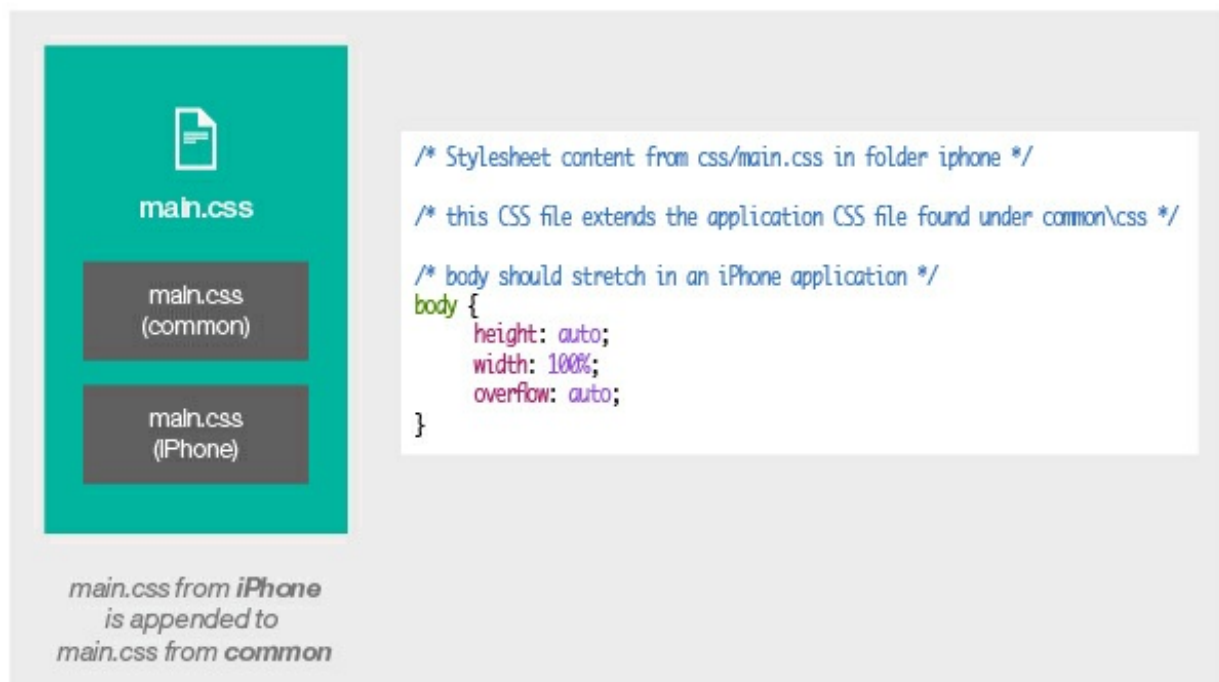 main.css
main.css
(common)
main.css
(iPhone)
main.css from iPhone
is appended to
main.css from common
/* Stylesheet content from css/main.css in folder iphone */
/* this CSS file extends the application CSS file found under common\css */
/* body should stretch in an iPhone application */
body {
height: auto;
width: 100%;
overflow: auto;
}